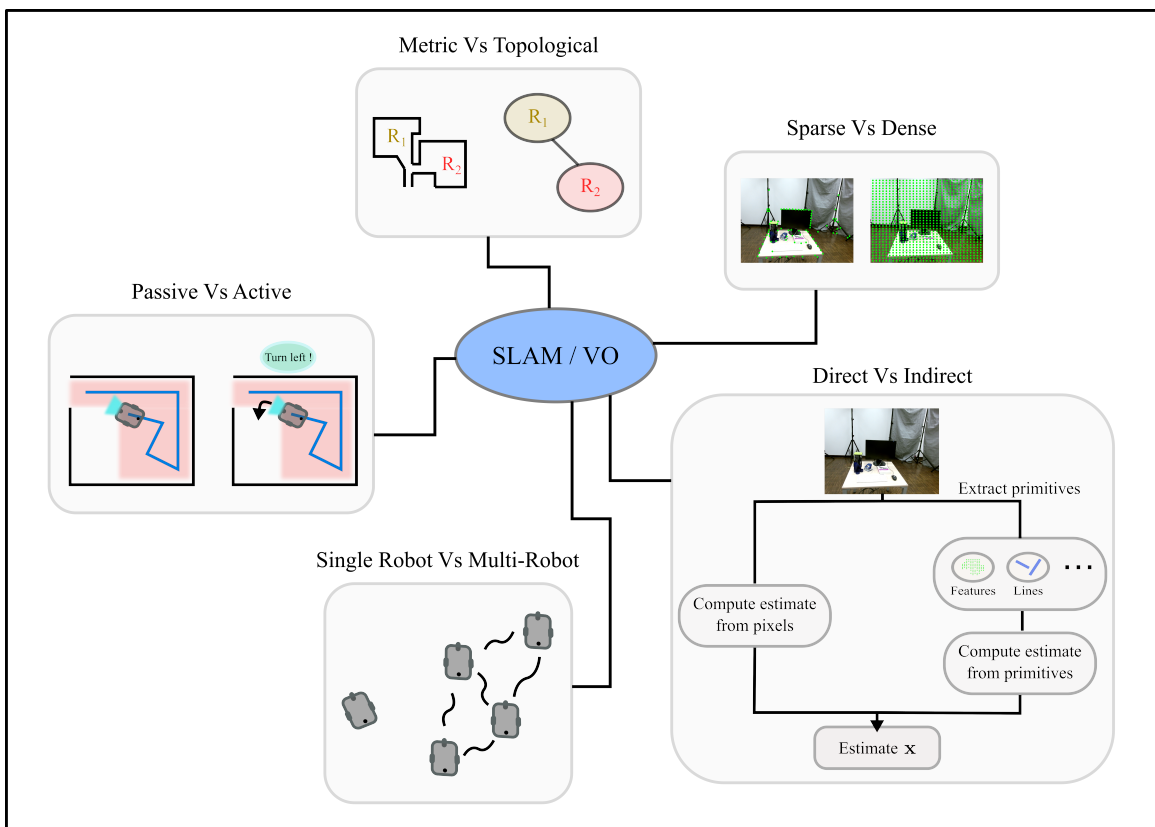 Metric Vs Topological
R1
R2
R1
R2
Sparse Vs Dense
Passive Vs Active
Turn left !
SLAM / VO
Direct Vs Indirect
Extract primitives
Features
Lines
...
Compute estimate
from pixels
Compute estimate
from primitives
Estimate x
Single Robot Vs Multi-Robot